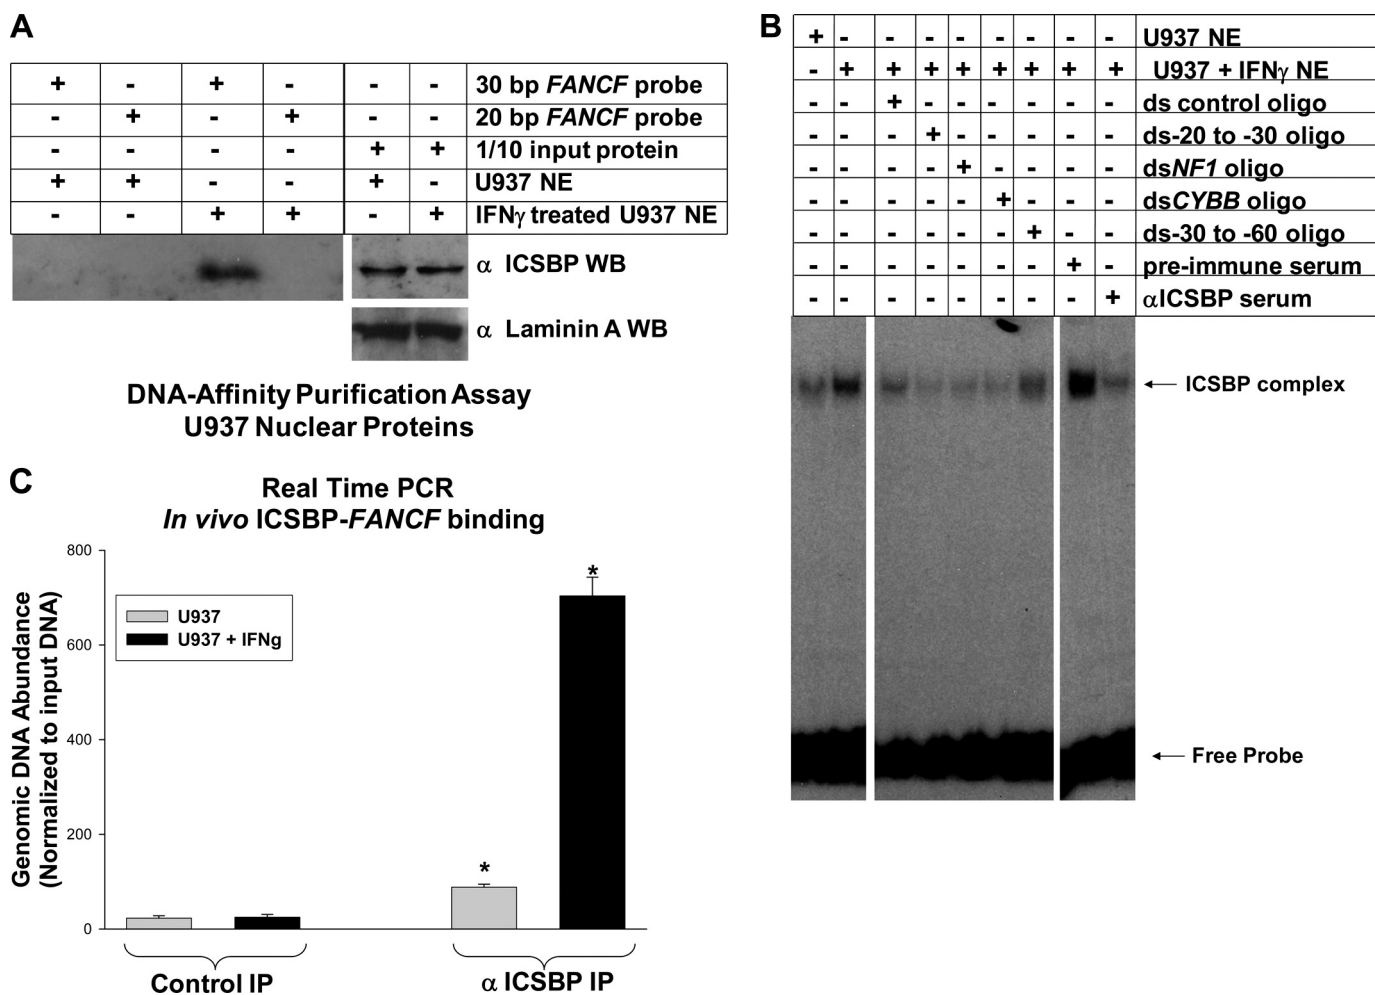 A
+ - + - - - 30 bp FANCF probe
- + - + - - 20 bp FANCF probe
- - - - + + 1/10 input protein
+ + - - + - U937 NE
- - + + - + IFNγ treated U937 NE
α ICSBP WB
α Laminin A WB
DNA-Affinity Purification Assay
U937 Nuclear Proteins
B
+ - - - - - - - - U937 NE
- + + + + + + + + U937 + IFNγ NE
- - + - - - - - - ds control oligo
- - - + - - - - - ds-20 to -30 oligo
- - - - + - - - - dsNF1 oligo
- - - - - + - - - dsCYBB oligo
- - - - - - + - - ds-30 to -60 oligo
- - - - - - - + - pre-immune serum
- - - - - - - - + αICSBP serum
ICSBP complex
Free Probe
C
Real Time PCR
In vivo ICSBP-FANCF binding
Genomic DNA Abundance
(Normalized to input DNA)
800
600
400
200
0
U937
U937 + IFNg
*
*
Control IP
α ICSBP IP